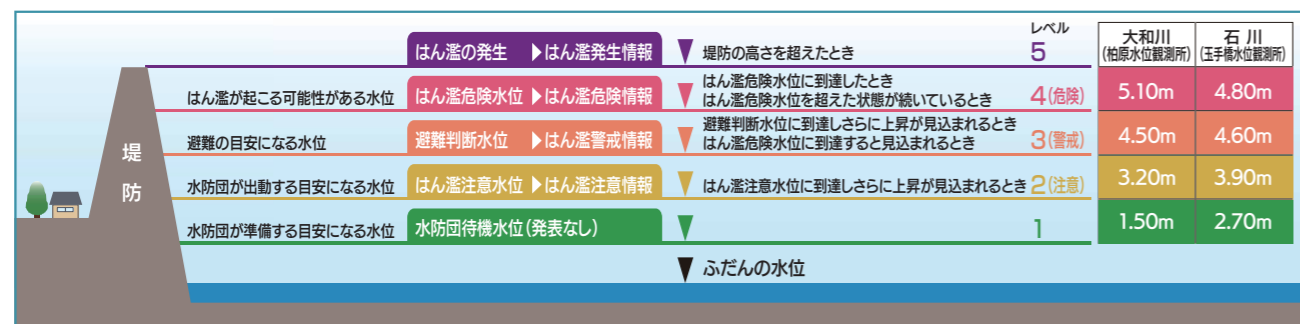 レベル
はん濫の発生 ▶はん濫発生情報 ▼ 堤防の高さを超えたとき 5
大和川 石川
(柏原水位観測所) (玉手橋水位観測所)
はん濫が起こる可能性がある水位 はん濫危険水位 ▶はん濫危険情報 ▼ はん濫危険水位に到達したとき
はん濫危険水位を超えた状態が続いているとき 4(危険) 5.10m 4.80m
避難の目安になる水位 避難判断水位 ▶はん濫警戒情報 ▼ 避難判断水位に到達しさらに上昇が見込まれるとき
はん濫危険水位に到達すると見込まれるとき 3(警戒) 4.50m 4.60m
水防団が出動する目安になる水位 はん濫注意水位 ▶はん濫注意情報 ▼ はん濫注意水位に到達しさらに上昇が見込まれるとき 2(注意) 3.20m 3.90m
水防団が準備する目安になる水位 水防団待機水位(発表なし) ▼ 1 1.50m 2.70m
▼ ふだんの水位
堤防